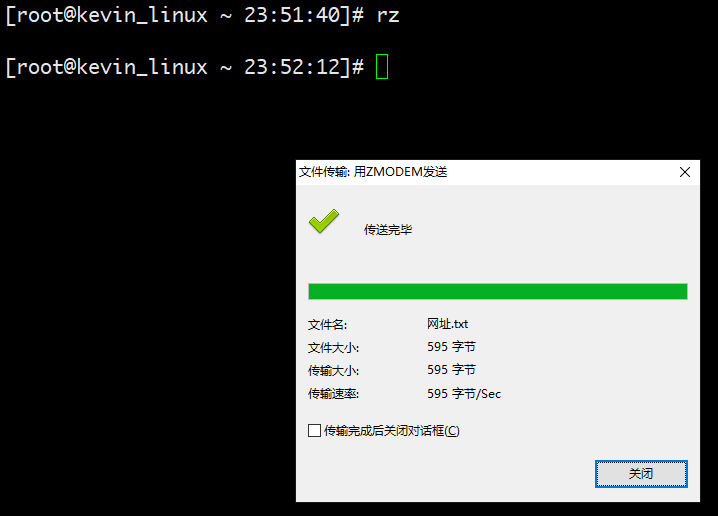 [root@kevin_linux ~ 23:51:40]# rz
[root@kevin_linux ~ 23:52:12]#
文件传输: 用ZMODEM发送
传送完毕
文件名: 网址.txt
文件大小: 595 字节
传输大小: 595 字节
传输速率: 595 字节/Sec
传输完成后关闭对话框(C)
关闭